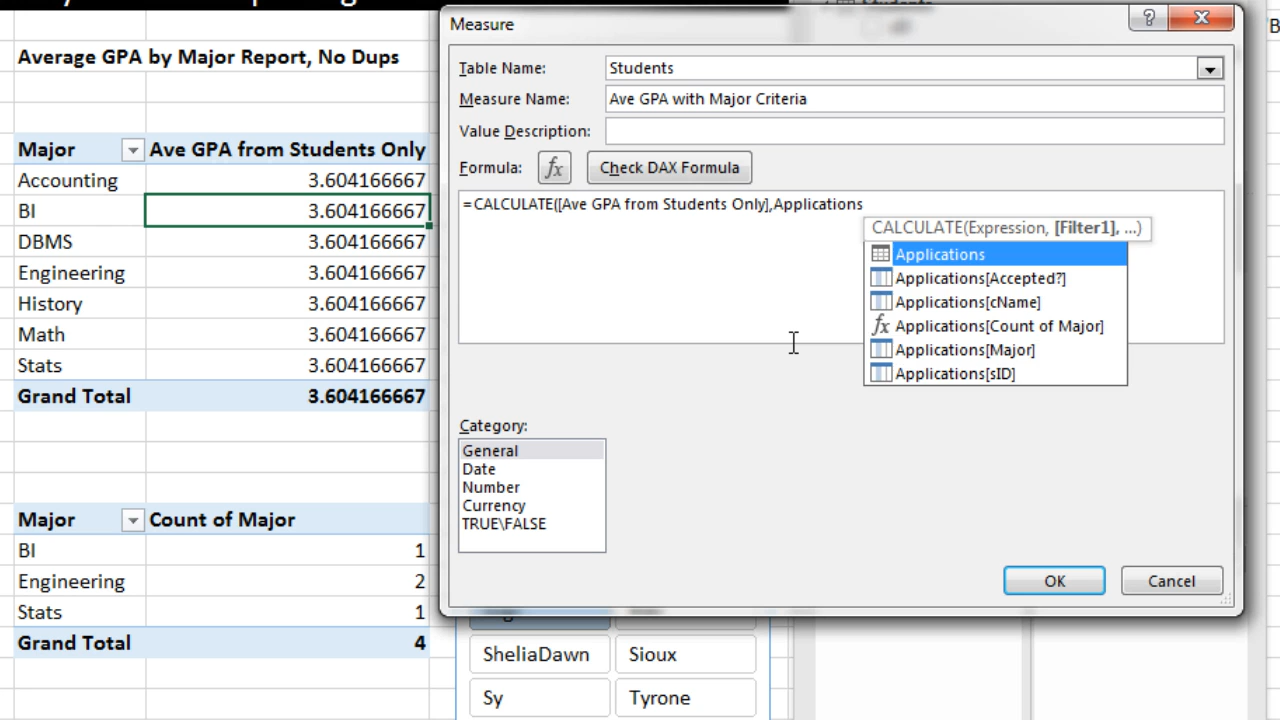 Average GPA by Major Report, No Dups
Major Ave GPA from Students Only
Accounting 3.604166667
BI 3.604166667
DBMS 3.604166667
Engineering 3.604166667
History 3.604166667
Math 3.604166667
Stats 3.604166667
Grand Total 3.604166667
Major Count of Major
BI 1
Engineering 2
Stats 1
Grand Total 4
Measure
Table Name: Students
Measure Name: Ave GPA with Major Criteria
Value Description:
Formula: fx Check DAX Formula
=CALCULATE([Ave GPA from Students Only],Applications
CALCULATE(Expression, [Filter1], ...)
Applications
Applications[Accepted?]
Applications[cName]
fx Applications[Count of Major]
Applications[Major]
Applications[sID]
Category:
General
Date
Number
Currency
TRUE\FALSE
OK Cancel
SheliaDawn Sioux
Sy Tyrone